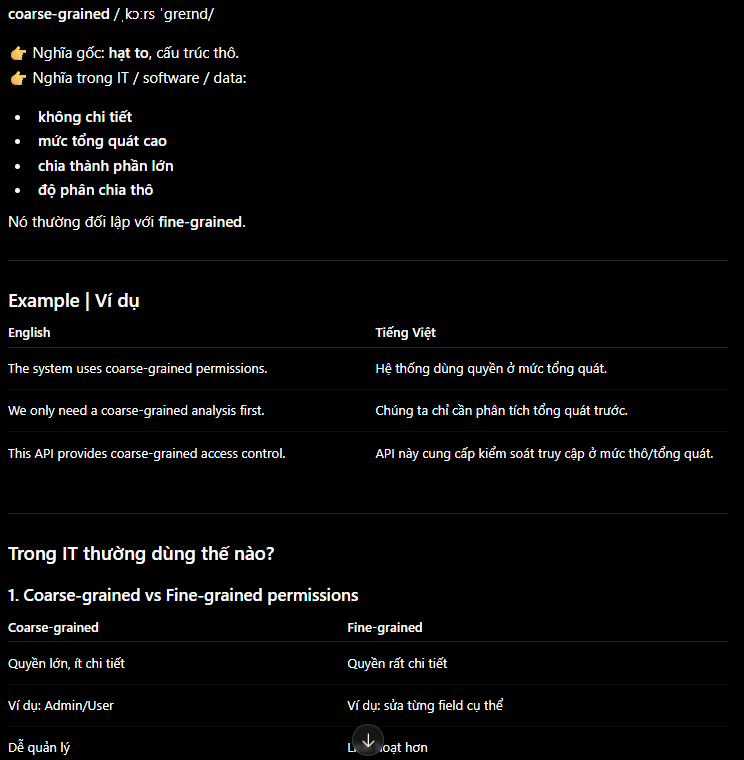 coarse-grained /ˌkɔːrs ˈɡreɪnd/
👉 Nghĩa gốc: hạt to, cấu trúc thô.
👉 Nghĩa trong IT / software / data:
• không chi tiết
• mức tổng quát cao
• chia thành phần lớn
• độ phân chia thô
Nó thường đối lập với fine-grained.
Example | Ví dụ
English Tiếng Việt
The system uses coarse-grained permissions. Hệ thống dùng quyền ở mức tổng quát.
We only need a coarse-grained analysis first. Chúng ta chỉ cần phân tích tổng quát trước.
This API provides coarse-grained access control. API này cung cấp kiểm soát truy cập ở mức thô/tổng quát.
Trong IT thường dùng thế nào?
1. Coarse-grained vs Fine-grained permissions
Coarse-grained Fine-grained
Quyền lớn, ít chi tiết Quyền rất chi tiết
Ví dụ: Admin/User Ví dụ: sửa từng field cụ thể
Dễ quản lý hơn